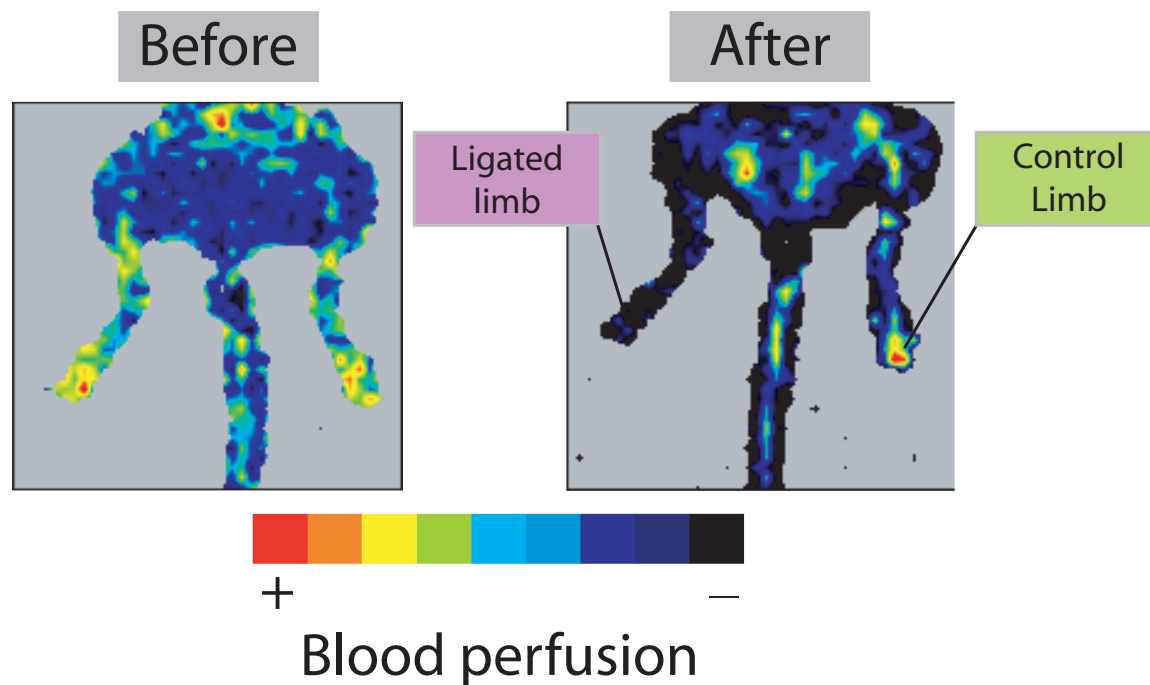 Before
After
Ligated
limb
Control
Limb
+
–
Blood perfusion